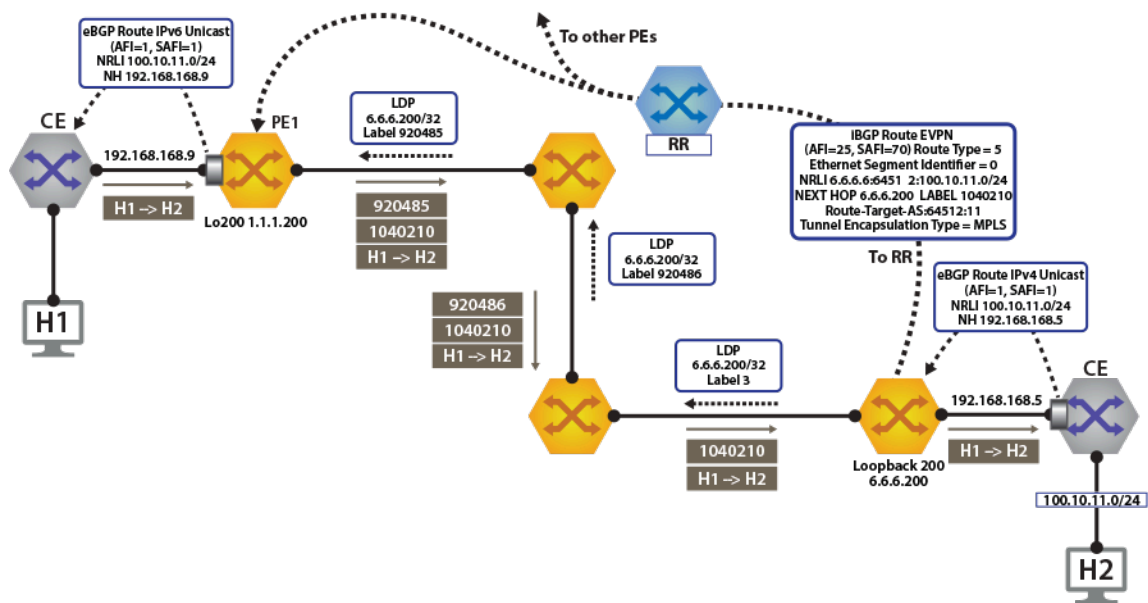 eBGP Route IPv6 Unicast
(AFI=1, SAFI=1)
NRLI 100.10.11.0/24
NH 192.168.168.9
To other PEs
CE
PE1
LDP
6.6.6.200/32
Label 920485
RR
192.168.168.9
H1 –> H2
Lo200 1.1.1.200
920485
1040210
H1 –> H2
iBGP Route EVPN
(AFI=25, SAFI=70) Route Type = 5
Ethernet Segment Identifier = 0
NRLI 6.6.6.6:6451 2:100.10.11.0/24
NEXT HOP 6.6.6.200 LABEL 1040210
Route-Target-AS:64512:11
Tunnel Encapsulation Type = MPLS
To RR
LDP
6.6.6.200/32
Label 920486
eBGP Route IPv4 Unicast
(AFI=1, SAFI=1)
NRLI 100.10.11.0/24
NH 192.168.168.5
H1
920486
1040210
H1 –> H2
LDP
6.6.6.200/32
Label 3
CE
192.168.168.5
1040210
H1 –> H2
Loopback 200
6.6.6.200
H1 –> H2
100.10.11.0/24
H2